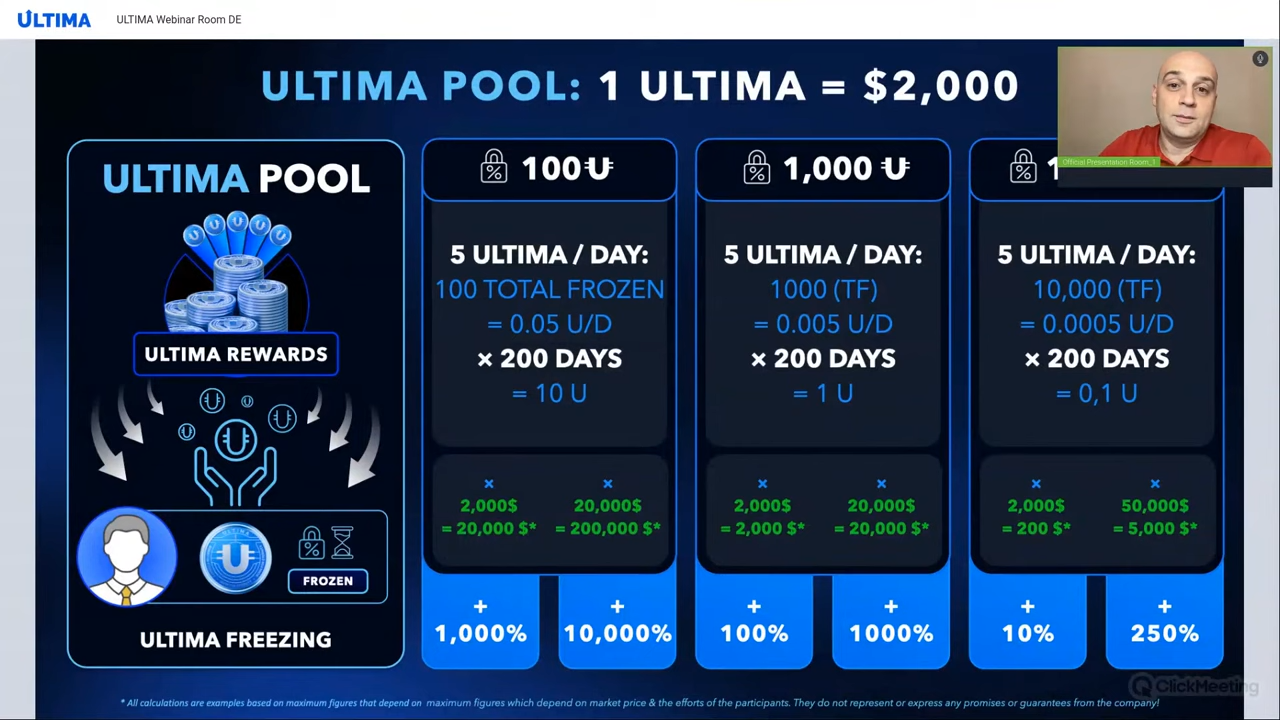 ULTIMA
ULTIMA Webinar Room DE
ULTIMA POOL: 1 ULTIMA = $2,000
Official Presentation Room_1
ULTIMA POOL
ULTIMA REWARDS
FROZEN
ULTIMA FREEZING
100 U
5 ULTIMA / DAY:
100 TOTAL FROZEN
= 0.05 U/D
× 200 DAYS
= 10 U
× ×
2,000$ 20,000$
= 20,000 $* = 200,000 $*
+ +
1,000% 10,000%
1,000 U
5 ULTIMA / DAY:
1000 (TF)
= 0.005 U/D
× 200 DAYS
= 1 U
× ×
2,000$ 20,000$
= 2,000 $* = 20,000 $*
+ +
100% 1000%
5 ULTIMA / DAY:
10,000 (TF)
= 0.0005 U/D
× 200 DAYS
= 0,1 U
× ×
2,000$ 50,000$
= 200 $* = 5,000 $*
+ +
10% 250%
ClickMeeting
* All calculations are examples based on maximum figures that depend on maximum figures which depend on market price & the efforts of the participants. They do not represent or express any promises or guarantees from the company!